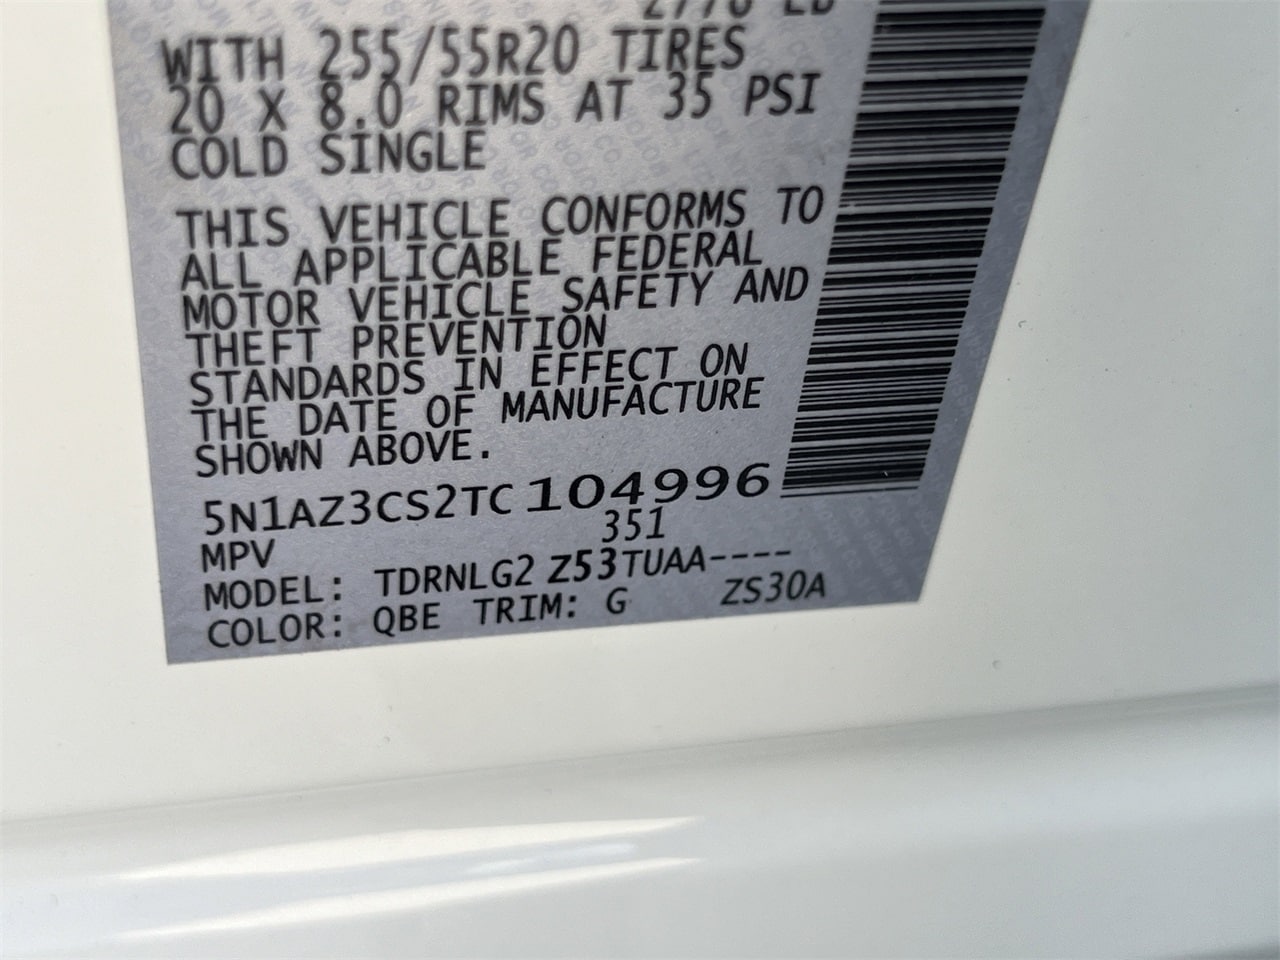 WITH 255/55R20 TIRES
20 X 8.0 RIMS AT 35 PSI
COLD SINGLE
THIS VEHICLE CONFORMS TO
ALL APPLICABLE FEDERAL
MOTOR VEHICLE SAFETY AND
THEFT PREVENTION
STANDARDS IN EFFECT ON
THE DATE OF MANUFACTURE
SHOWN ABOVE.
5N1AZ3CS2TC104996
MPV 351
MODEL: TDRNLG2 Z53TUAA----
COLOR: QBE TRIM: G ZS30A